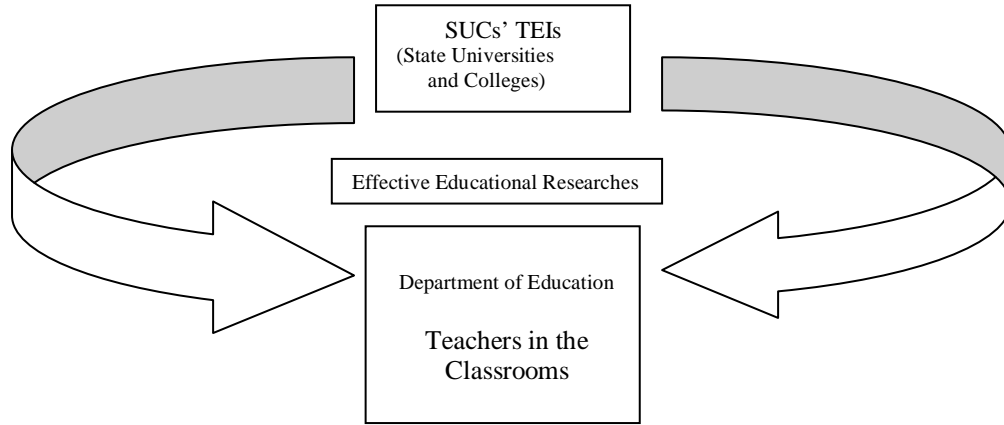 SUCs’ TEIs
(State Universities
and Colleges)
Effective Educational Researches
Department of Education
Teachers in the
Classrooms